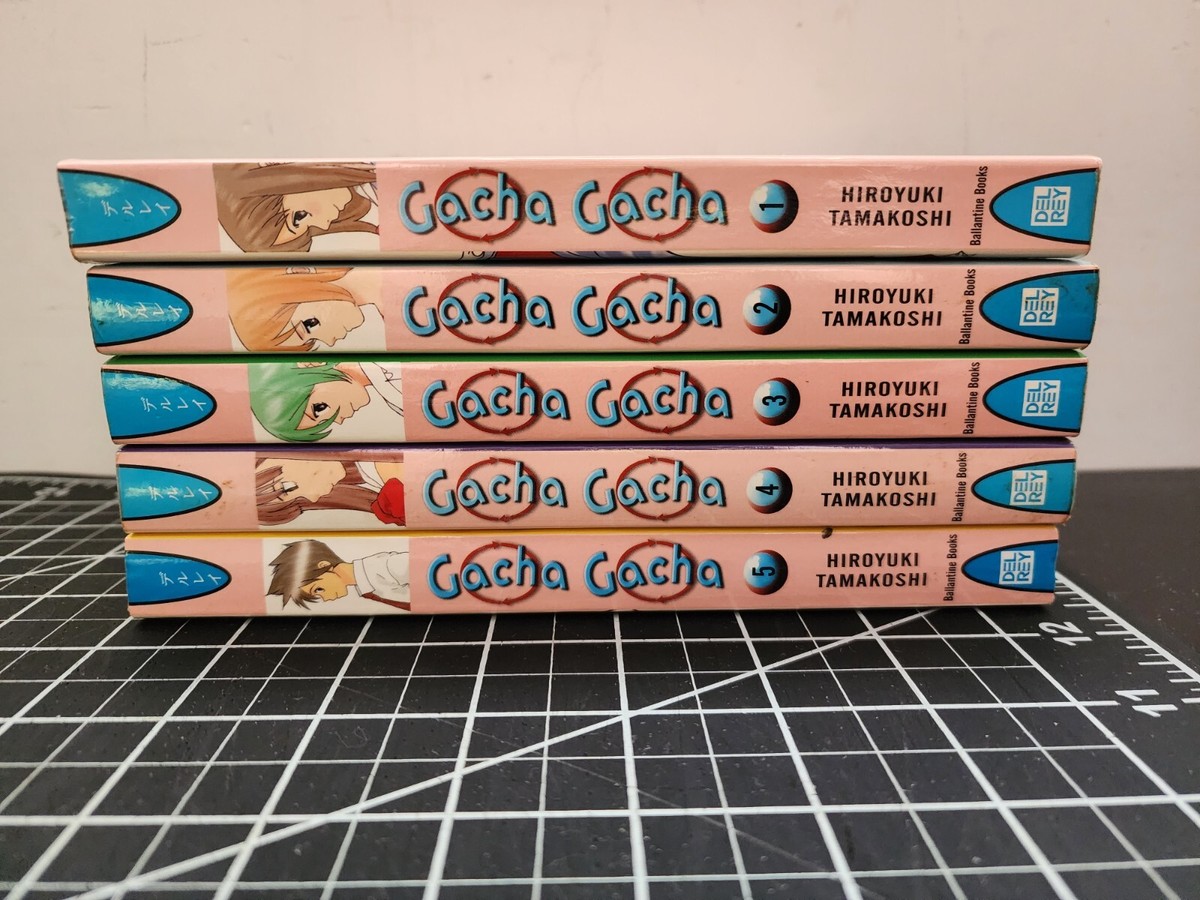 デルレイ
Gacha Gacha
1
HIROYUKI
TAMAKOSHI
Ballantine Books
DEL
REY
デルレイ
Gacha Gacha
2
HIROYUKI
TAMAKOSHI
Ballantine Books
DEL
REY
デルレイ
Gacha Gacha
3
HIROYUKI
TAMAKOSHI
Ballantine Books
DEL
REY
デルレイ
Gacha Gacha
4
HIROYUKI
TAMAKOSHI
Ballantine Books
DEL
REY
デルレイ
Gacha Gacha
5
HIROYUKI
TAMAKOSHI
Ballantine Books
DEL
REY
12
11